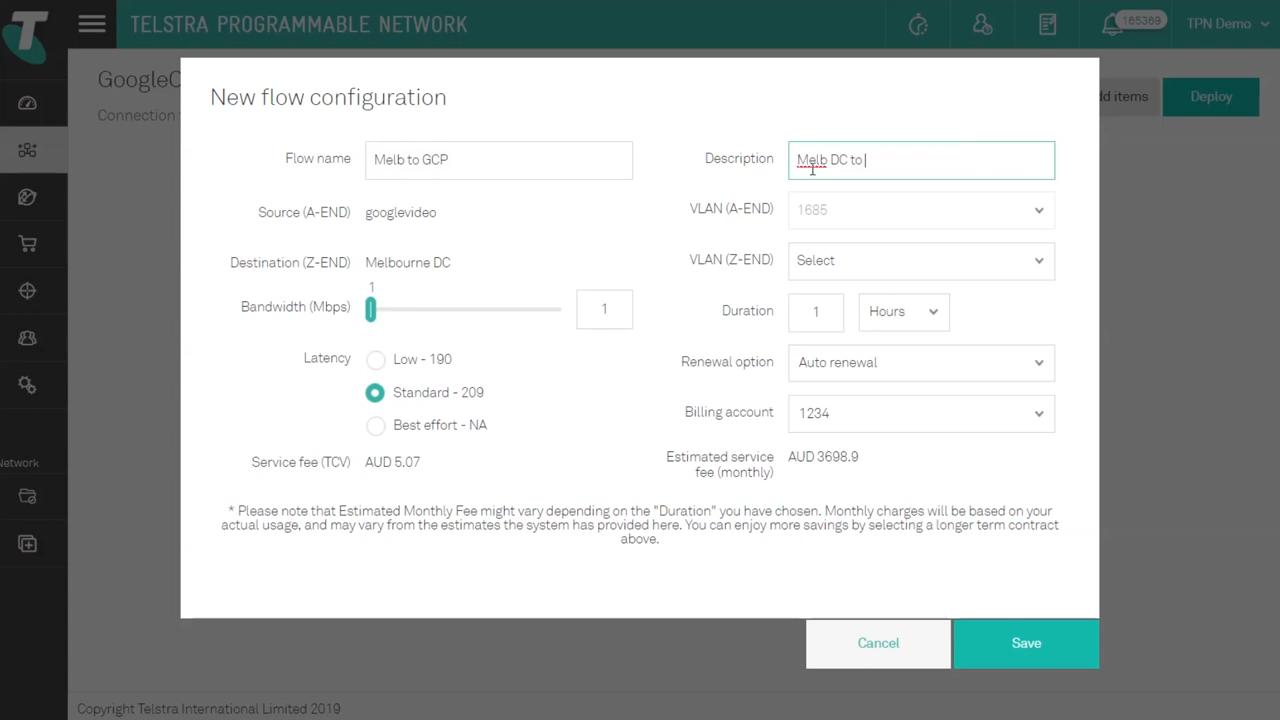 TELSTRA PROGRAMMABLE NETWORK
165369
TPN Demo
GoogleC
Connection
dd items
Deploy
New flow configuration
Flow name
Melb to GCP
Description
Melb DC to
Source (A-END)
googlevideo
VLAN (A-END)
1685
Destination (Z-END)
Melbourne DC
VLAN (Z-END)
Select
1
Bandwidth (Mbps)
1
Duration
1
Hours
Latency
Low - 190
Standard - 209
Best effort - NA
Renewal option
Auto renewal
Billing account
1234
Service fee (TCV)
AUD 5.07
Estimated service
fee (monthly)
AUD 3698.9
* Please note that Estimated Monthly Fee might vary depending on the "Duration" you have chosen. Monthly charges will be based on your
actual usage, and may vary from the estimates the system has provided here. You can enjoy more savings by selecting a longer term contract
above.
Cancel
Save
Network
Copyright Telstra International Limited 2019